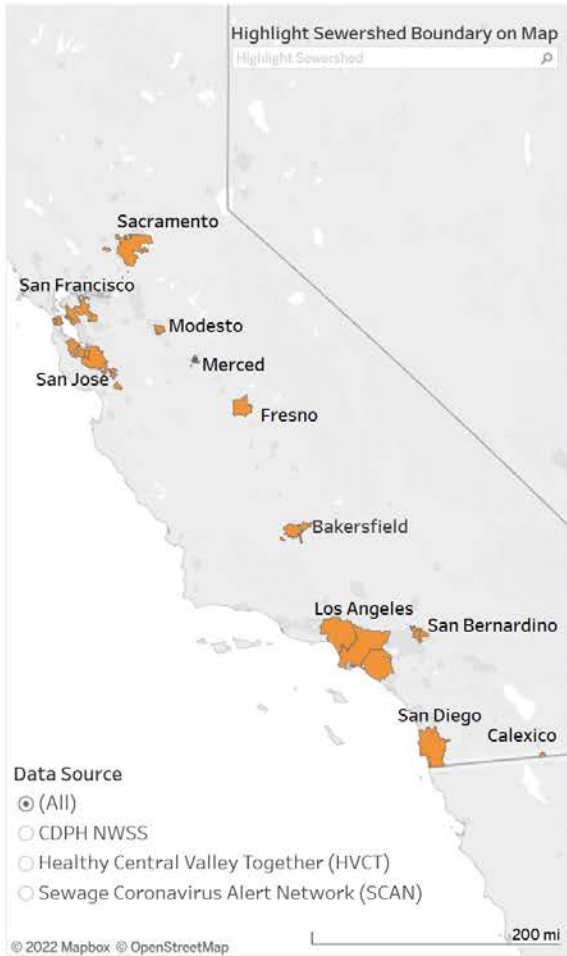 Highlight Sewershed Boundary on Map
Highlight Sewershed
Sacramento
San Francisco
Modesto
Merced
San José
Fresno
Bakersfield
Los Angeles
San Bernardino
San Diego
Calexico
Data Source
(All)
CDPH NWSS
Healthy Central Valley Together (HVCT)
Sewage Coronavirus Alert Network (SCAN)
200 mi
© 2022 Mapbox © OpenStreetMap